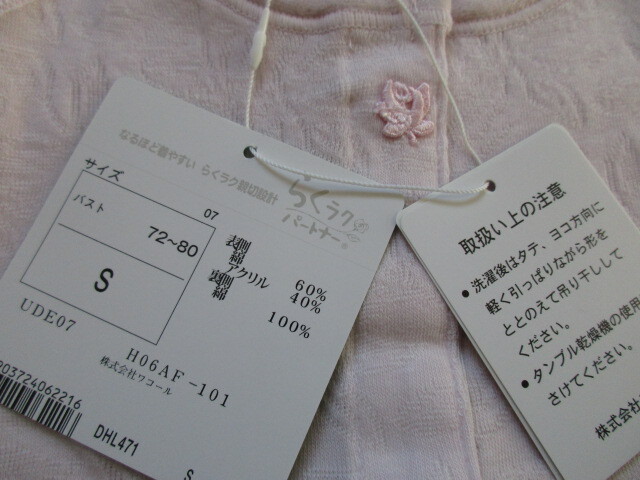 なるほど着やすい らくラク親切設計
らくラク
パートナー®
サイズ
07
バスト
72~80
S
表側
綿 60%
アクリル 40%
裏側
綿 100%
UDE07
H06AF-101
株式会社ワコール
903724062216
DHL471
S
取扱い上の注意
●洗濯後はタテ、ヨコ方向に
軽く引っぱりながら形を
ととのえて吊り干しして
ください。
●タンブル乾燥機の使用
さけてください。
株式会